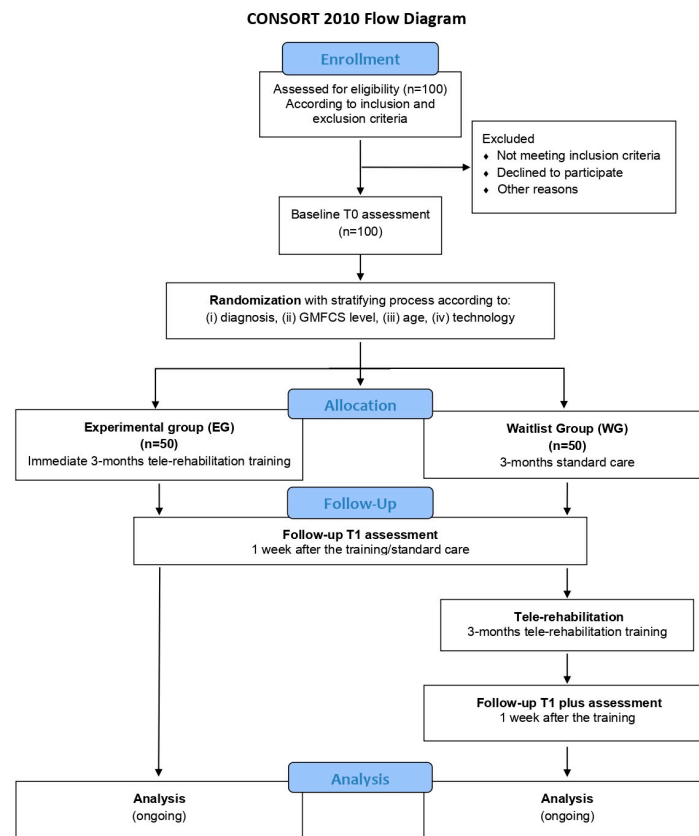 CONSORT 2010 Flow Diagram
Enrollment
Assessed for eligibility (n=100)
According to inclusion and
exclusion criteria
Excluded
♦ Not meeting inclusion criteria
♦ Declined to participate
♦ Other reasons
Baseline T0 assessment
(n=100)
Randomization with stratifying process according to:
(i) diagnosis, (ii) GMFCS level, (iii) age, (iv) technology
Allocation
Experimental group (EG)
(n=50)
Immediate 3-months tele-rehabilitation training
Waitlist Group (WG)
(n=50)
3-months standard care
Follow-Up
Follow-up T1 assessment
1 week after the training/standard care
Tele-rehabilitation
3-months tele-rehabilitation training
Follow-up T1 plus assessment
1 week after the training
Analysis
Analysis
(ongoing)
Analysis
(ongoing)